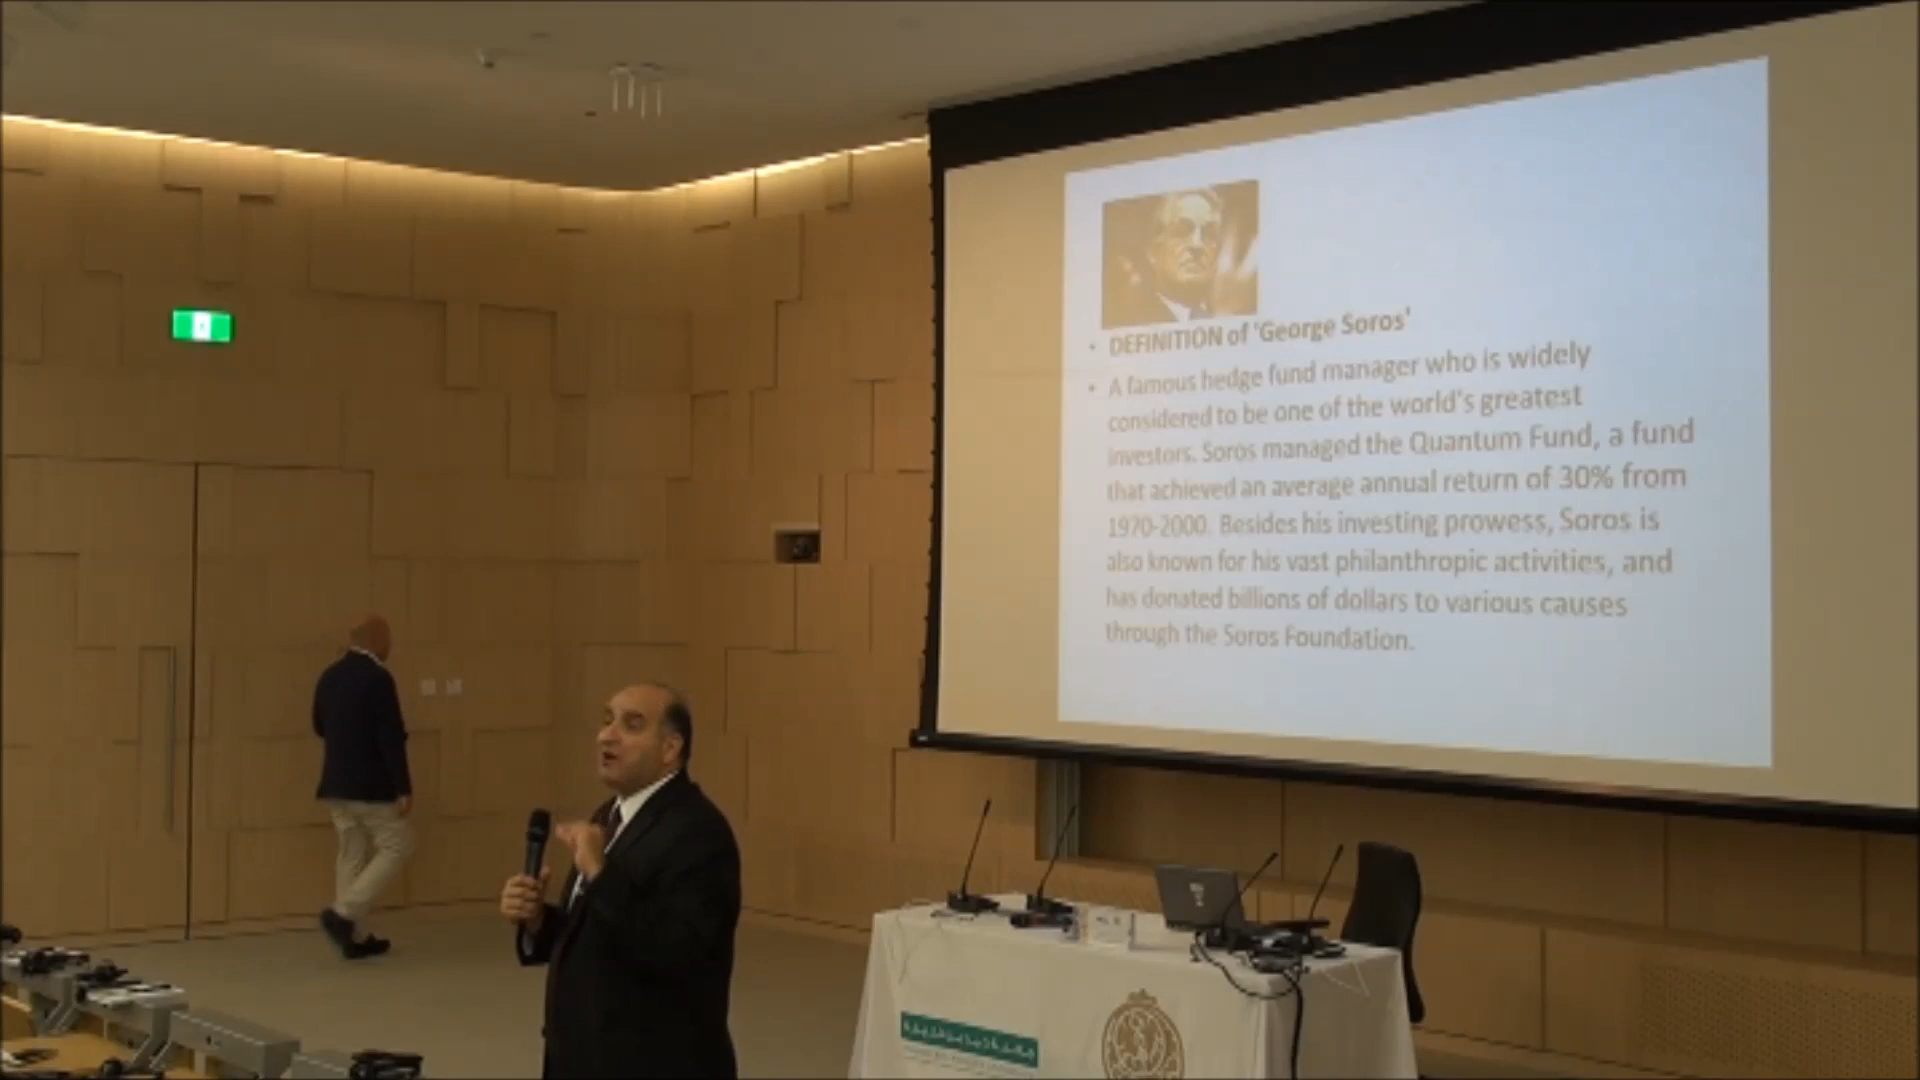 DEFINITION of 'George Soros'
A famous hedge fund manager who is widely
considered to be one of the world's greatest
investors. Soros managed the Quantum Fund, a fund
that achieved an average annual return of 30% from
1970-2000. Besides his investing prowess, Soros is
also known for his vast philanthropic activities, and
has donated billions of dollars to various causes
through the Soros Foundation.